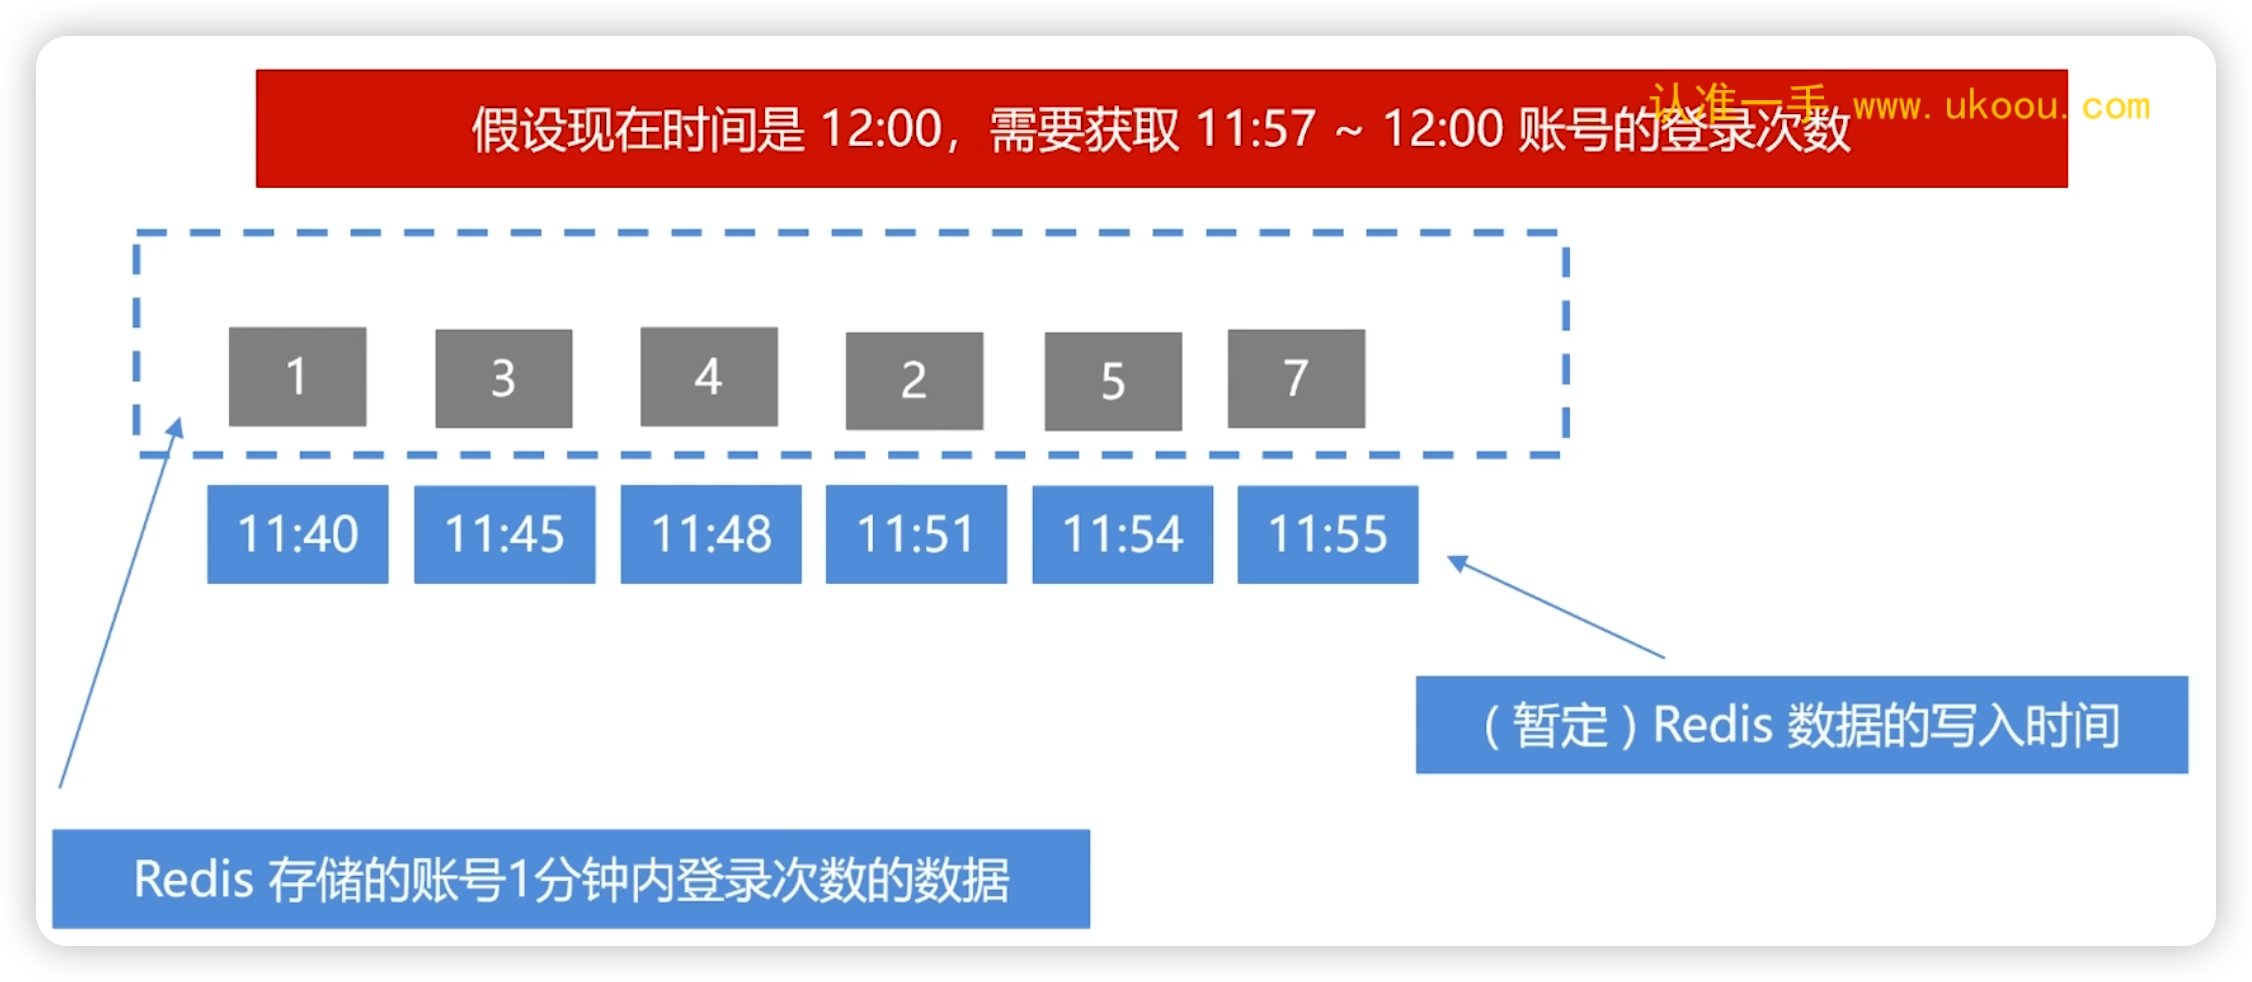 认准一手 www.ukoou.com
假设现在时间是 12:00，需要获取 11:57 ~ 12:00 账号的登录次数
1 3 4 2 5 7
11:40 11:45 11:48 11:51 11:54 11:55
（暂定）Redis 数据的写入时间
Redis 存储的账号1分钟内登录次数的数据